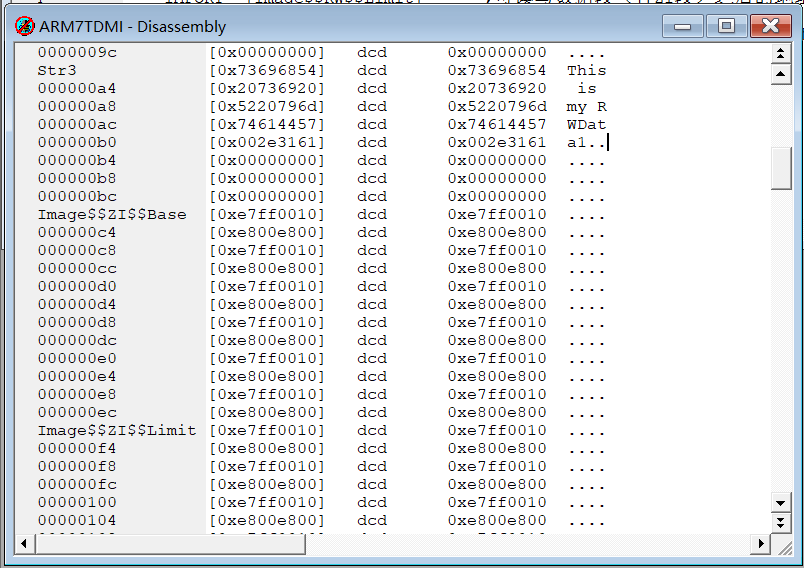 INPORT |Image$$RW$$Limit|
ARM7TDMI - Disassembly
0000009c [0x00000000] dcd 0x00000000 ....
Str3 [0x73696854] dcd 0x73696854 This
000000a4 [0x20736920] dcd 0x20736920 is
000000a8 [0x5220796d] dcd 0x5220796d my R
000000ac [0x74614457] dcd 0x74614457 WDat
000000b0 [0x002e3161] dcd 0x002e3161 a1..
000000b4 [0x00000000] dcd 0x00000000 ....
000000b8 [0x00000000] dcd 0x00000000 ....
000000bc [0x00000000] dcd 0x00000000 ....
Image$$ZI$$Base [0xe7ff0010] dcd 0xe7ff0010 ....
000000c4 [0xe800e800] dcd 0xe800e800 ....
000000c8 [0xe7ff0010] dcd 0xe7ff0010 ....
000000cc [0xe800e800] dcd 0xe800e800 ....
000000d0 [0xe7ff0010] dcd 0xe7ff0010 ....
000000d4 [0xe800e800] dcd 0xe800e800 ....
000000d8 [0xe7ff0010] dcd 0xe7ff0010 ....
000000dc [0xe800e800] dcd 0xe800e800 ....
000000e0 [0xe7ff0010] dcd 0xe7ff0010 ....
000000e4 [0xe800e800] dcd 0xe800e800 ....
000000e8 [0xe7ff0010] dcd 0xe7ff0010 ....
000000ec [0xe800e800] dcd 0xe800e800 ....
Image$$ZI$$Limit [0xe7ff0010] dcd 0xe7ff0010 ....
000000f4 [0xe800e800] dcd 0xe800e800 ....
000000f8 [0xe7ff0010] dcd 0xe7ff0010 ....
000000fc [0xe800e800] dcd 0xe800e800 ....
00000100 [0xe7ff0010] dcd 0xe7ff0010 ....
00000104 [0xe800e800] dcd 0xe800e800 ....